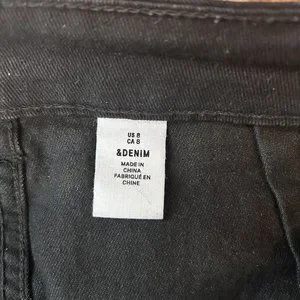 US 8
CA 8
&DENIM
MADE IN
CHINA
FABRIQUÉ EN
CHINE